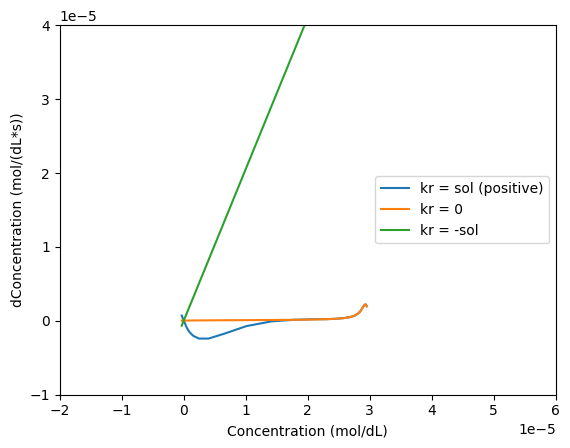 1e−5
4
3
2
1
0
−1
dConcentration (mol/(dL*s))
kr = sol (positive)
kr = 0
kr = -sol
−2
−1
0
1
2
3
4
5
6
1e−5
Concentration (mol/dL)